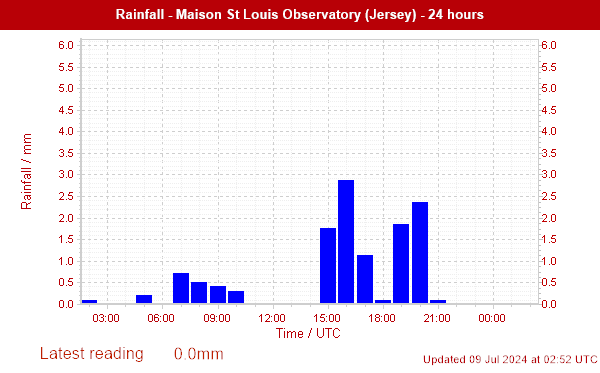 Rainfall - Maison St Louis Observatory (Jersey) - 24 hours
6.0 6.0
5.5 5.5
5.0 5.0
4.5 4.5
4.0 4.0
3.5 3.5
3.0 3.0
2.5 2.5
2.0 2.0
1.5 1.5
1.0 1.0
0.5 0.5
0.0 0.0
Rainfall / mm
03:00 06:00 09:00 12:00 15:00 18:00 21:00 00:00
Time / UTC
Latest reading 0.0mm
Updated 09 Jul 2024 at 02:52 UTC